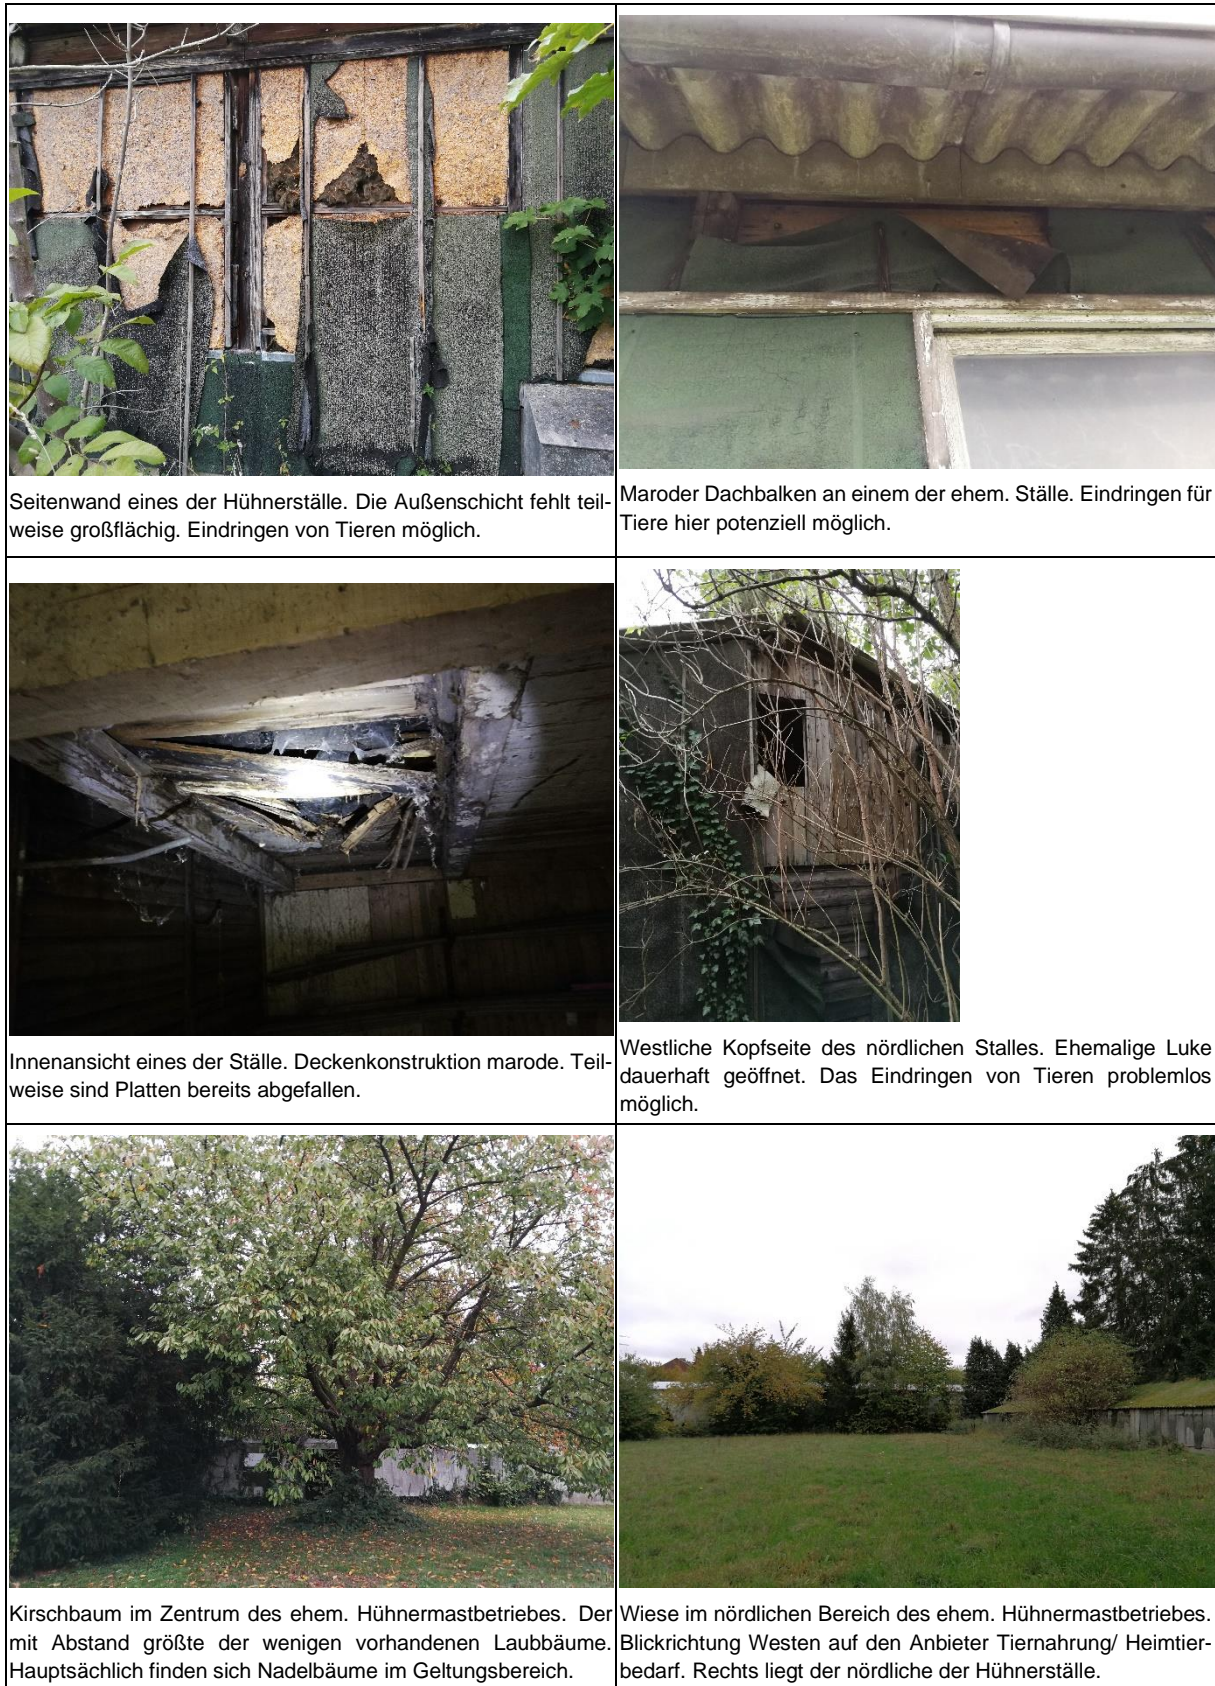 Seitenwand eines der Hühnerställe. Die Außenschicht fehlt teil-
weise großflächig. Eindringen von Tieren möglich.
Maroder Dachbalken an einem der ehem. Ställe. Eindringen für
Tiere hier potenziell möglich.
Innenansicht eines der Ställe. Deckenkonstruktion marode. Teil-
weise sind Platten bereits abgefallen.
Westliche Kopfseite des nördlichen Stalles. Ehemalige Luke
dauerhaft geöffnet. Das Eindringen von Tieren problemlos
möglich.
Kirschbaum im Zentrum des ehem. Hühnermastbetriebes. Der
mit Abstand größte der wenigen vorhandenen Laubbäume.
Hauptsächlich finden sich Nadelbäume im Geltungsbereich.
Wiese im nördlichen Bereich des ehem. Hühnermastbetriebes.
Blickrichtung Westen auf den Anbieter Tiernahrung/ Heimtier-
bedarf. Rechts liegt der nördliche der Hühnerställe.